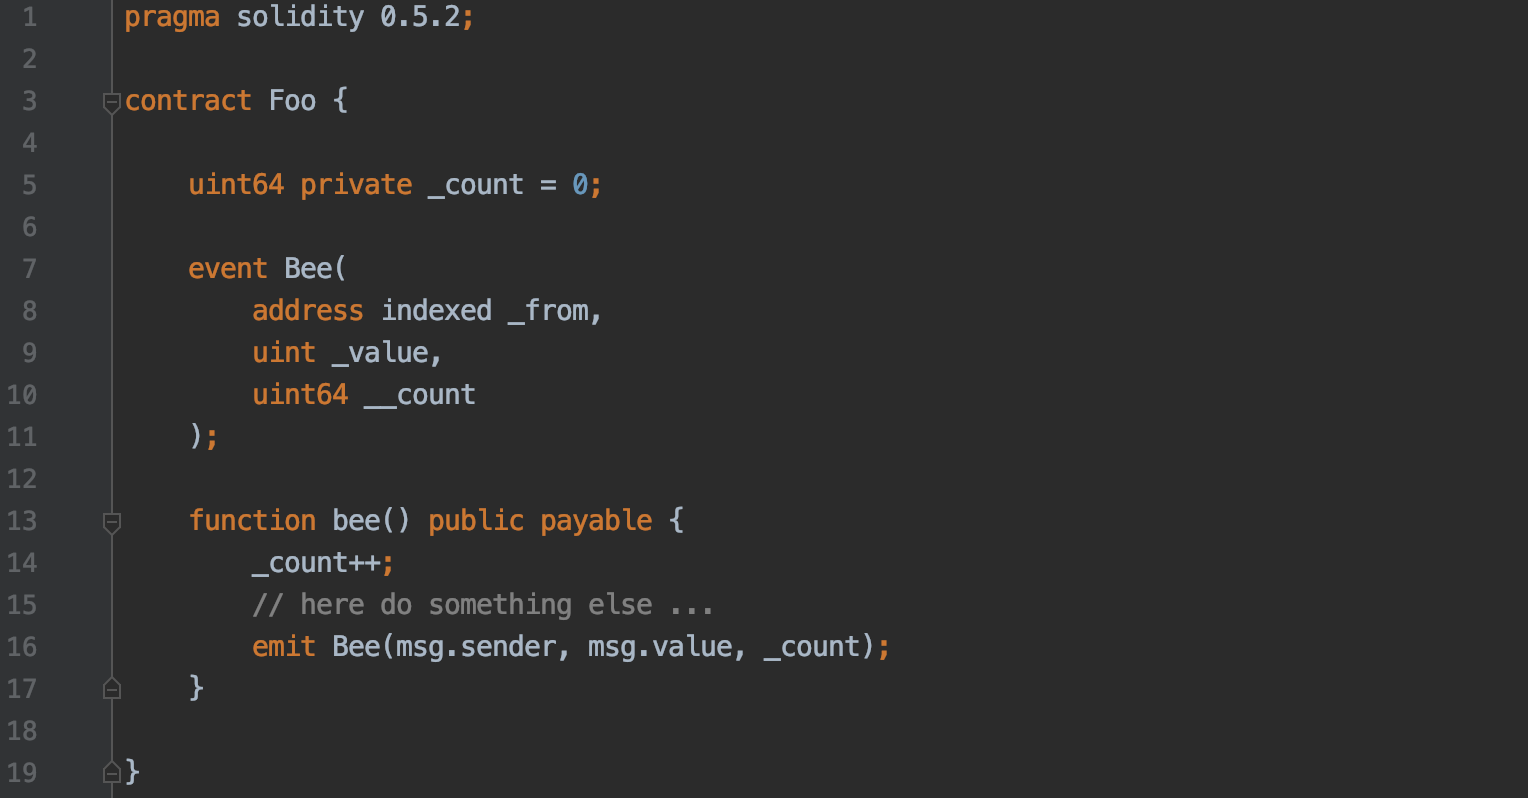 1 pragma solidity 0.5.2;
2
3 contract Foo {
4
5     uint64 private _count = 0;
6
7     event Bee(
8         address indexed _from,
9         uint _value,
10         uint64 __count
11     );
12
13     function bee() public payable {
14         _count++;
15         // here do something else ...
16         emit Bee(msg.sender, msg.value, _count);
17     }
18
19 }